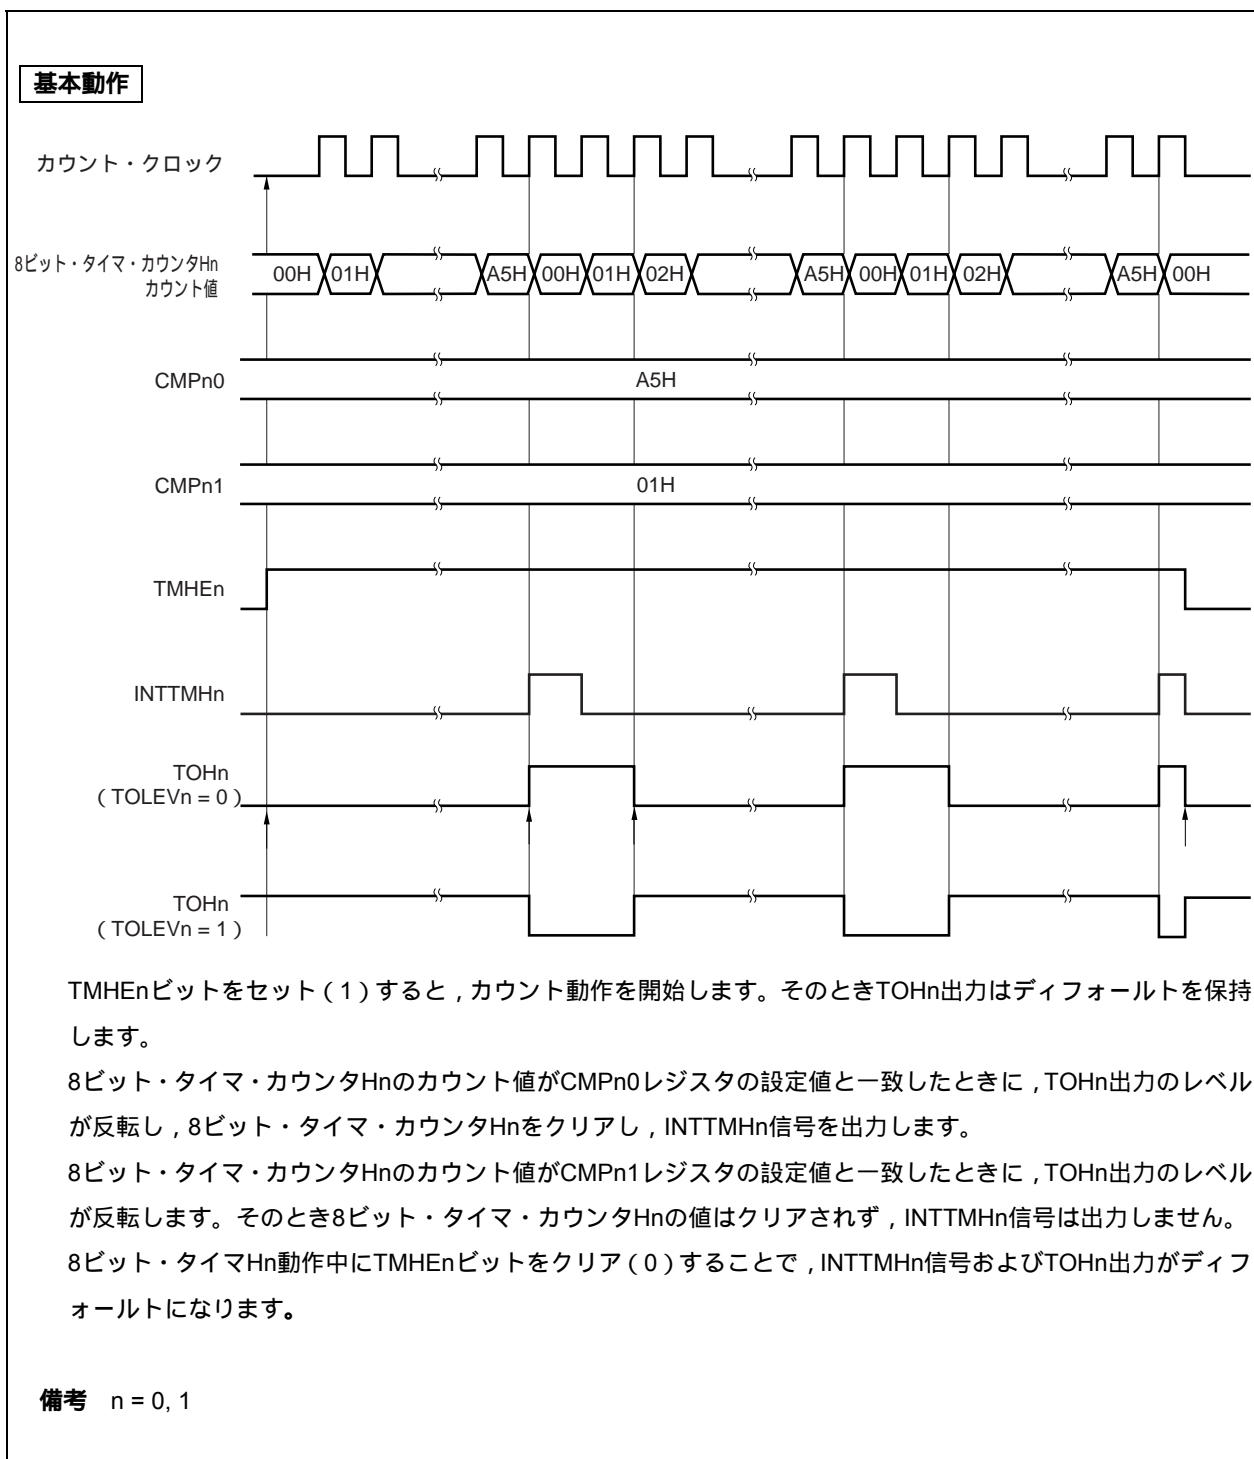 基本動作
カウント・クロック
8ビット・タイマ・カウンタHn
カウント値
00H 01H A5H 00H 01H 02H A5H 00H 01H 02H A5H 00H
CMPn0
A5H
CMPn1
01H
TMHEn
INTTMHn
TOHn
(TOLEVn = 0)
TOHn
(TOLEVn = 1)
TMHEnビットをセット(1)すると,カウント動作を開始します。そのときTOHn出力はディフォールトを保持
します。
8ビット・タイマ・カウンタHnのカウント値がCMPn0レジスタの設定値と一致したときに,TOHn出力のレベル
が反転し,8ビット・タイマ・カウンタHnをクリアし,INTTMHn信号を出力します。
8ビット・タイマ・カウンタHnのカウント値がCMPn1レジスタの設定値と一致したときに,TOHn出力のレベル
が反転します。そのとき8ビット・タイマ・カウンタHnの値はクリアされず,INTTMHn信号は出力しません。
8ビット・タイマHn動作中にTMHEnビットをクリア(0)することで,INTTMHn信号およびTOHn出力がディフ
ォールトになります。
備考 n = 0, 1